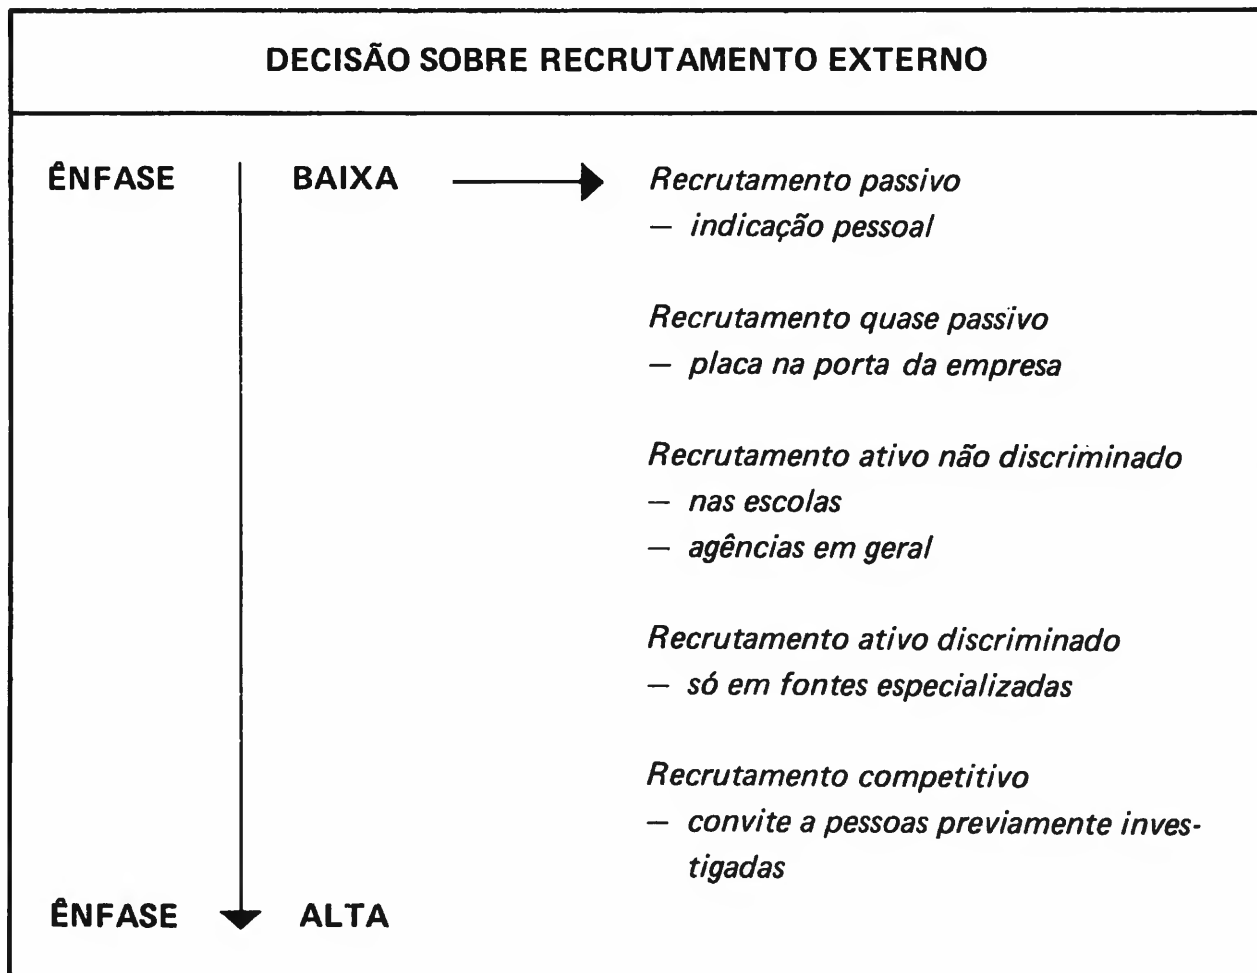 DECISÃO SOBRE RECRUTAMENTO EXTERNO
ÊNFASE BAIXA Recrutamento passivo
— indicação pessoal
Recrutamento quase passivo
— placa na porta da empresa
Recrutamento ativo não discriminado
— nas escolas
— agências em geral
Recrutamento ativo discriminado
— só em fontes especializadas
Recrutamento competitivo
— convite a pessoas previamente inves-
tigadas
ÊNFASE ALTA